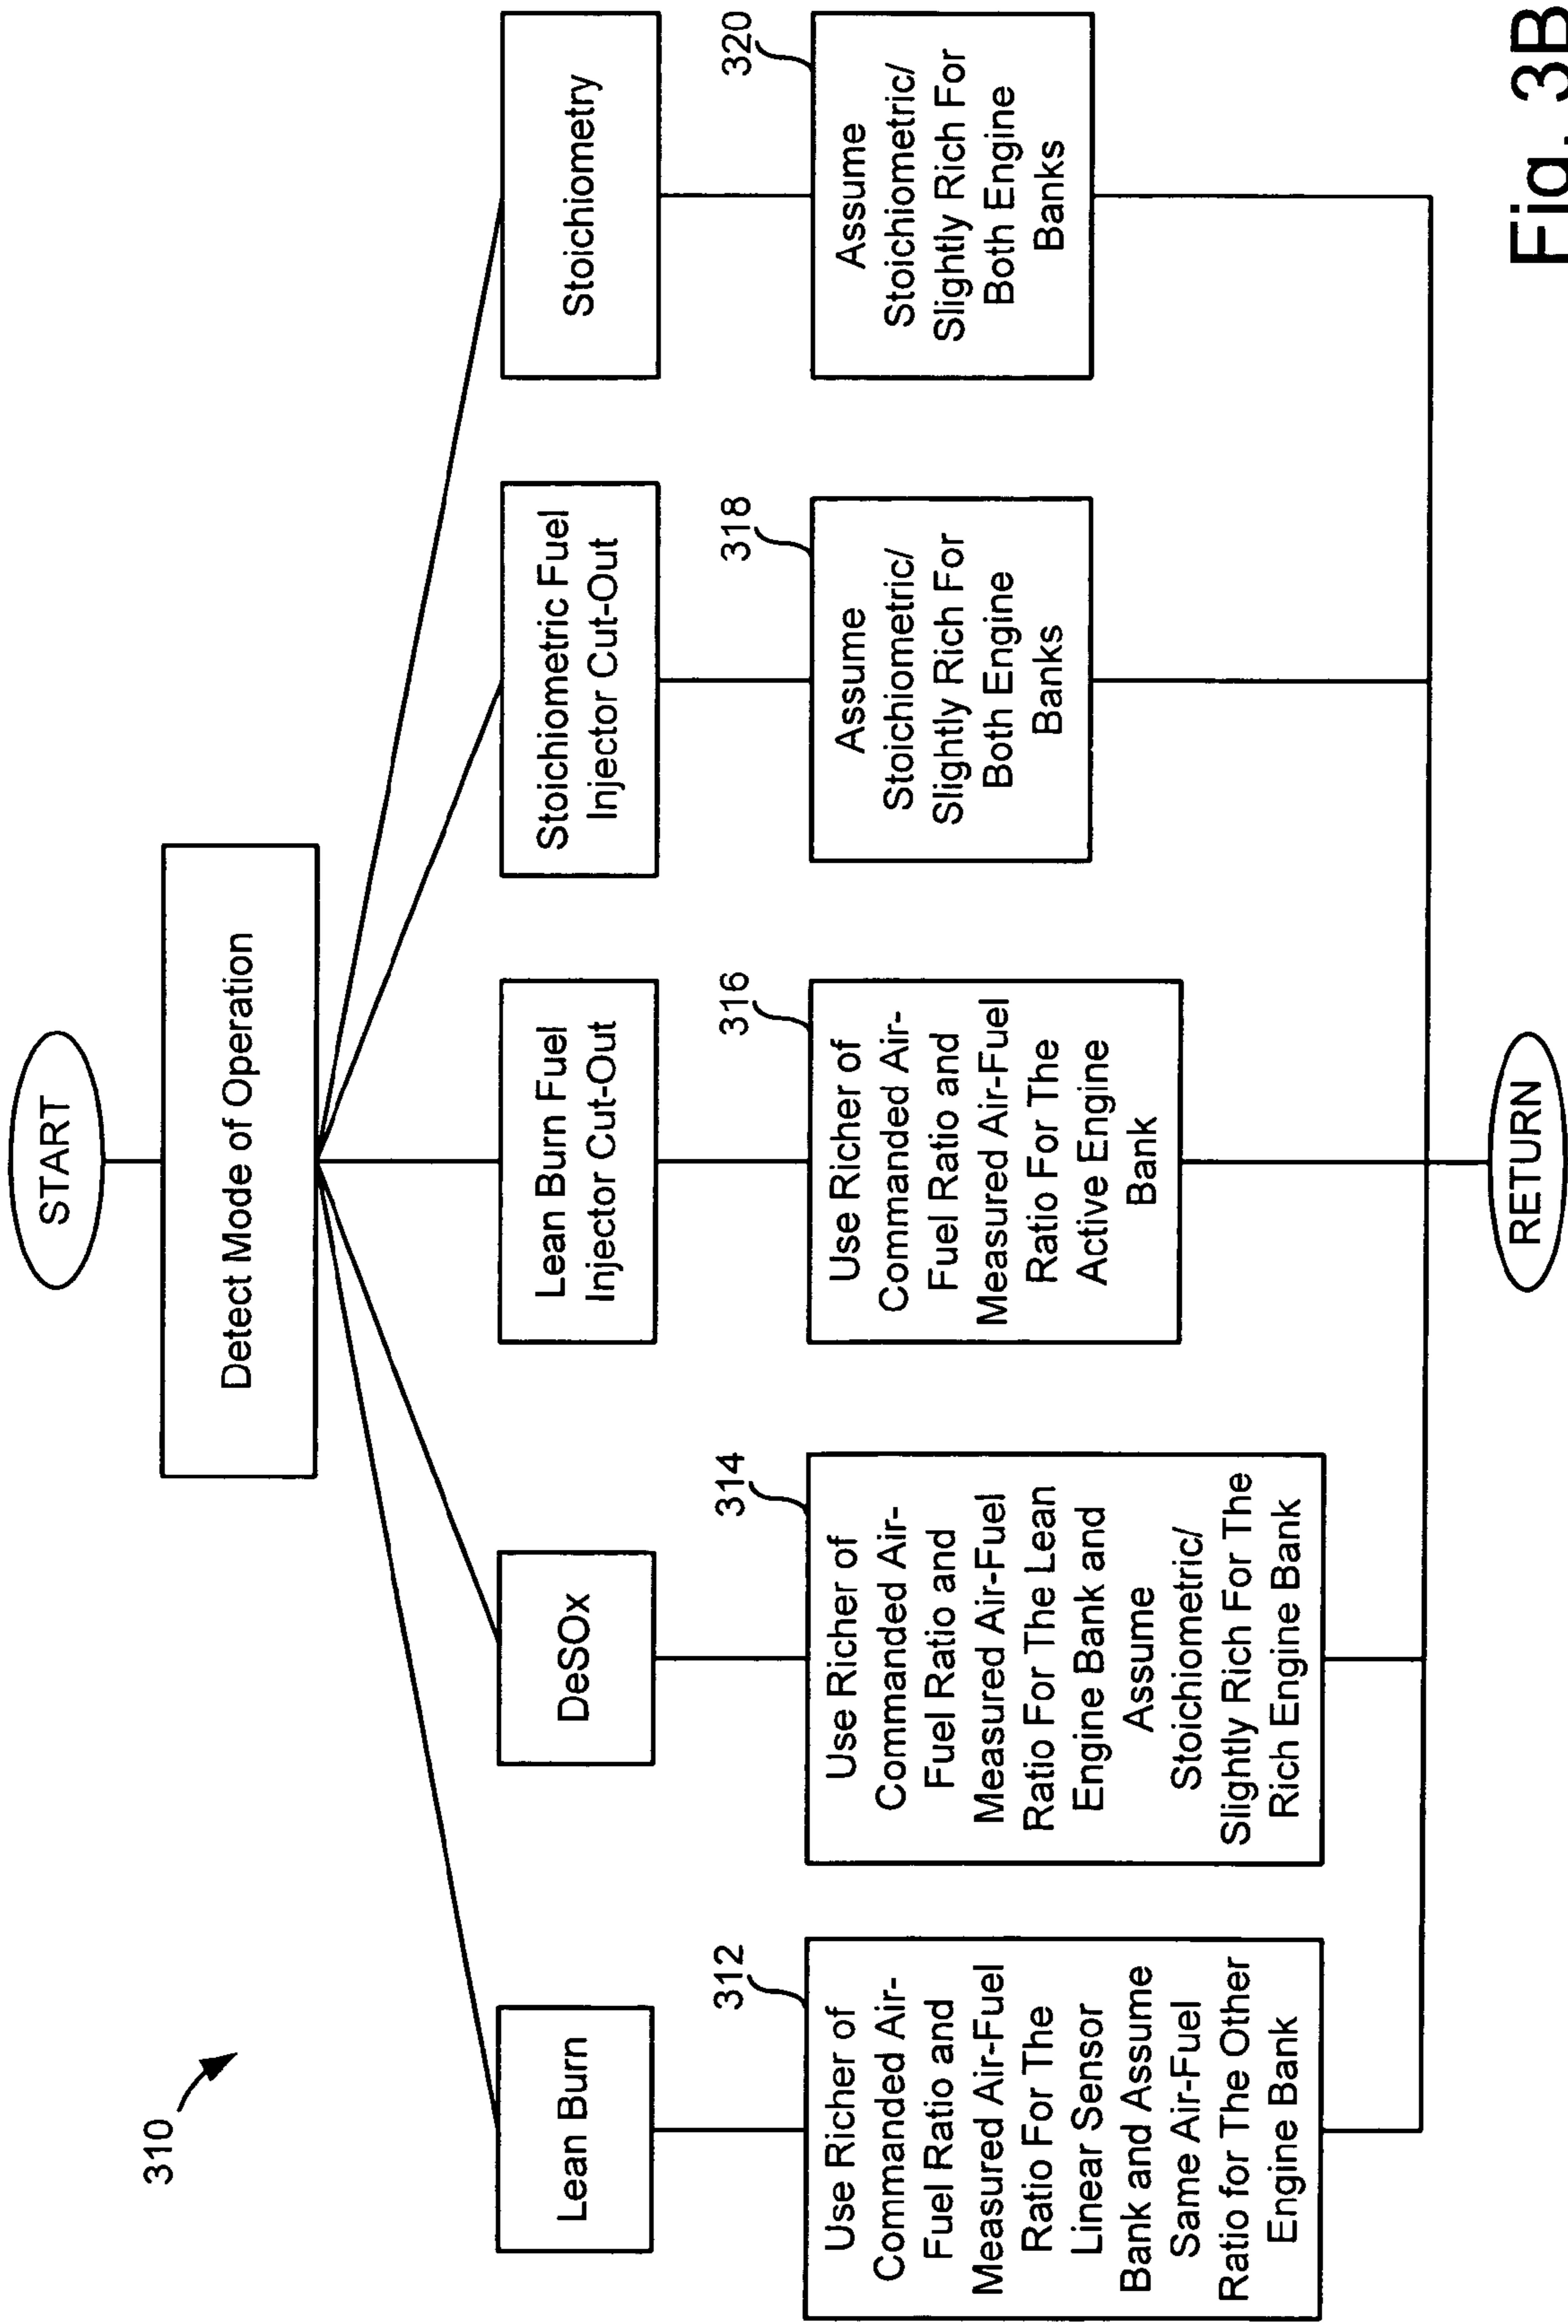 310
START
Detect Mode of Operation
Lean Burn
DeSOx
Lean Burn Fuel
Injector Cut-Out
Stoichiometric Fuel
Injector Cut-Out
Stoichiometry
312
Use Richer of
Commanded Air-
Fuel Ratio and
Measured Air-Fuel
Ratio For The
Linear Sensor
Bank and Assume
Same Air-Fuel
Ratio for The Other
Engine Bank
314
Use Richer of
Commanded Air-
Fuel Ratio and
Measured Air-Fuel
Ratio For The Lean
Engine Bank and
Assume
Stoichiometric/
Slightly Rich For The
Rich Engine Bank
316
Use Richer of
Commanded Air-
Fuel Ratio and
Measured Air-Fuel
Ratio For The
Active Engine
Bank
318
Assume
Stoichiometric/
Slightly Rich For
Both Engine
Banks
320
Assume
Stoichiometric/
Slightly Rich For
Both Engine
Banks
RETURN
Fig. 3B